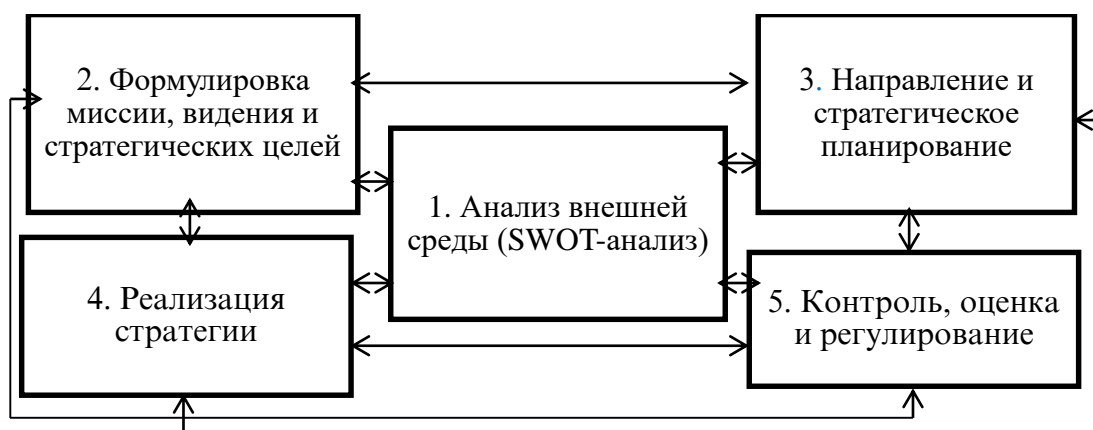 2. Формулировка
миссии, видения и
стратегических целей
3. Направление и
стратегическое
планирование
1. Анализ внешней
среды (SWOT-анализ)
4. Реализация
стратегии
5. Контроль, оценка
и регулирование